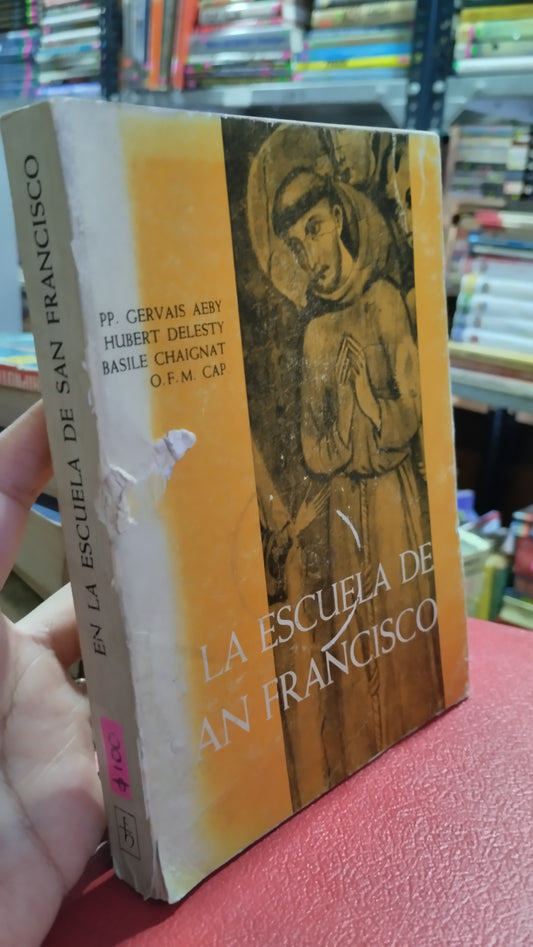 EN LA ESCUELA DE SAN FRANCISCO
$100
PP. GERVAIS AEBY
HUBERT DELESTY
BASILE CHAIGNAT
O.F.M. CAP
LA ESCUELA DE
AN FRANCISCO